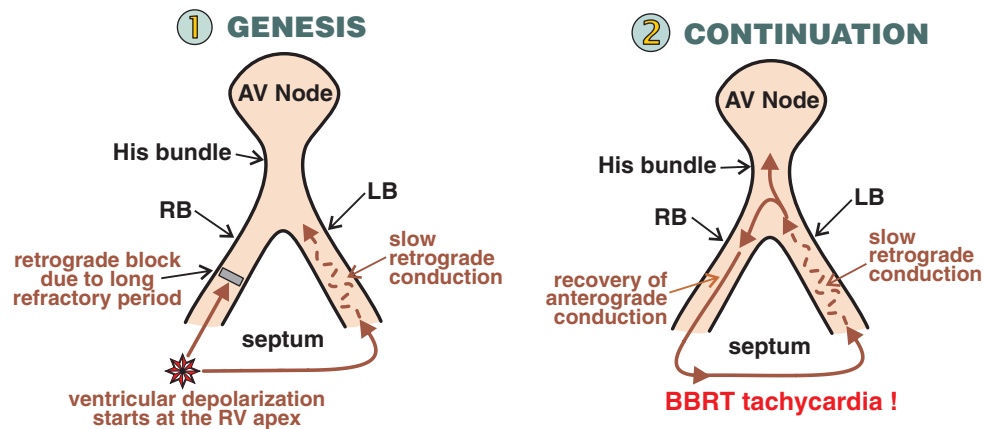 1 GENESIS
AV Node
His bundle
RB
LB
retrograde block
due to long
refractory period
slow
retrograde
conduction
septum
ventricular depolarization
starts at the RV apex
2 CONTINUATION
AV Node
His bundle
RB
LB
recovery of
anterograde
conduction
slow
retrograde
conduction
septum
BBRT tachycardia !